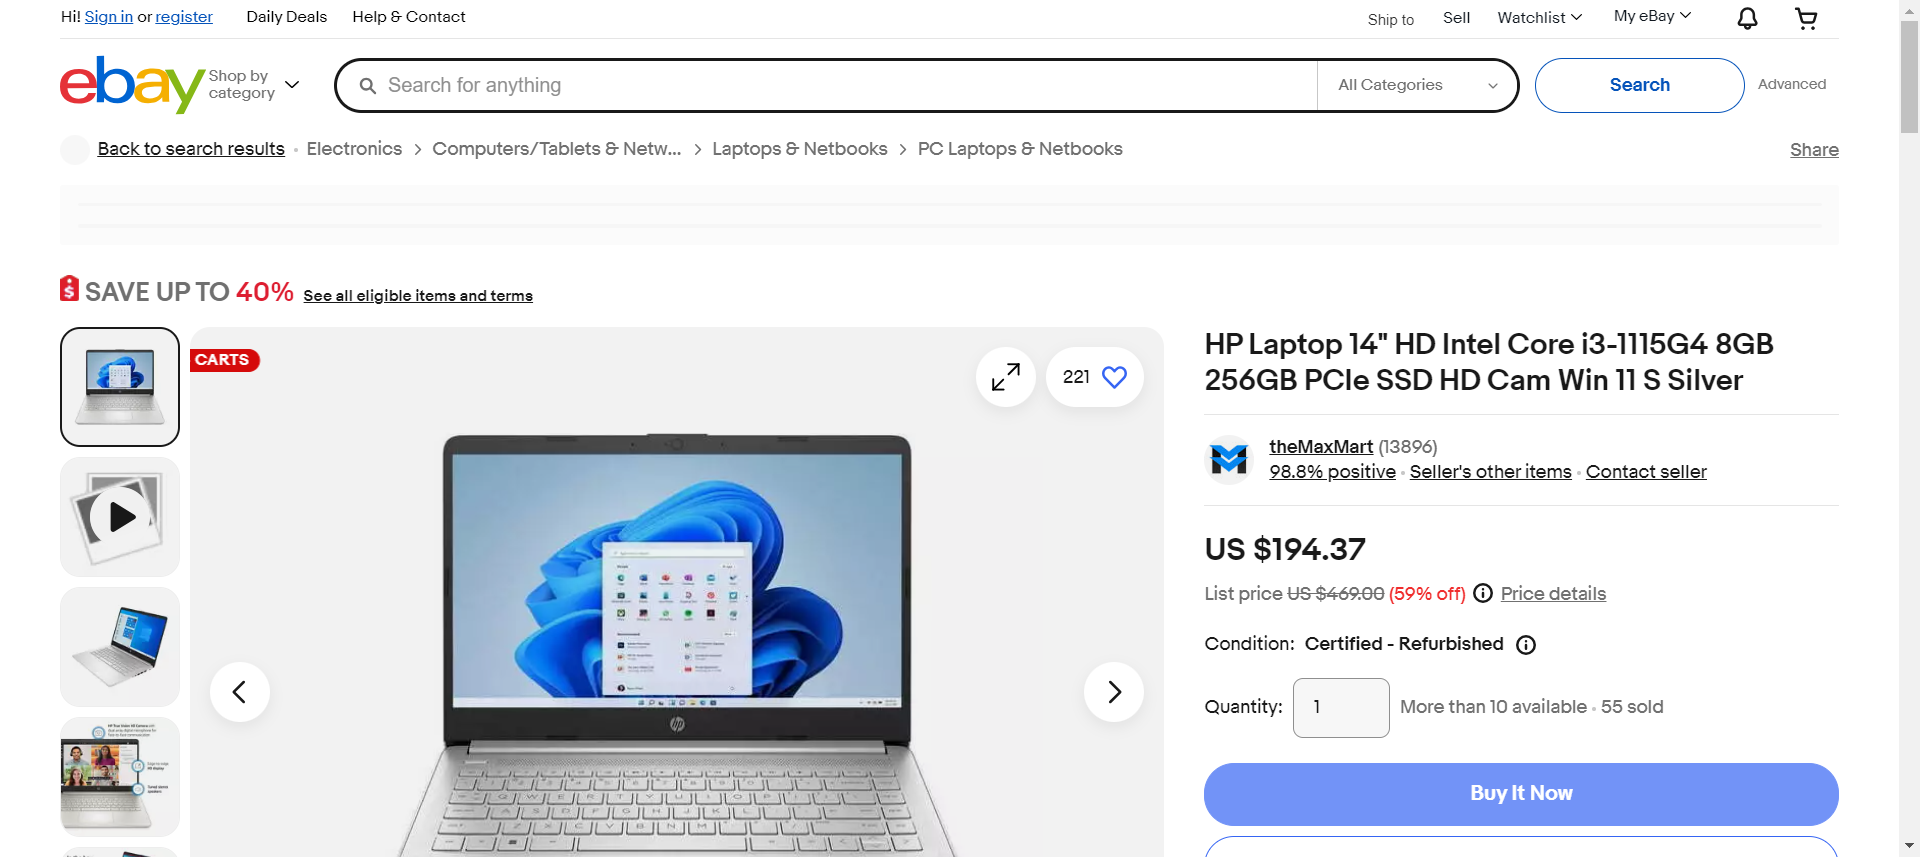 Hi! Sign in or register Daily Deals Help & Contact Ship to Sell Watchlist My eBay
ebay Shop by category Search for anything All Categories Search Advanced
Back to search results Electronics Computers/Tablets & Netw... Laptops & Netbooks PC Laptops & Netbooks Share
SAVE UP TO 40% See all eligible items and terms
CARTS
221
hp
HP Laptop 14" HD Intel Core i3-1115G4 8GB
256GB PCIe SSD HD Cam Win 11 S Silver
theMaxMart (13896)
98.8% positive · Seller's other items · Contact seller
US $194.37
List price US $469.00 (59% off) Price details
Condition: Certified - Refurbished
Quantity: 1 More than 10 available · 55 sold
Buy It Now